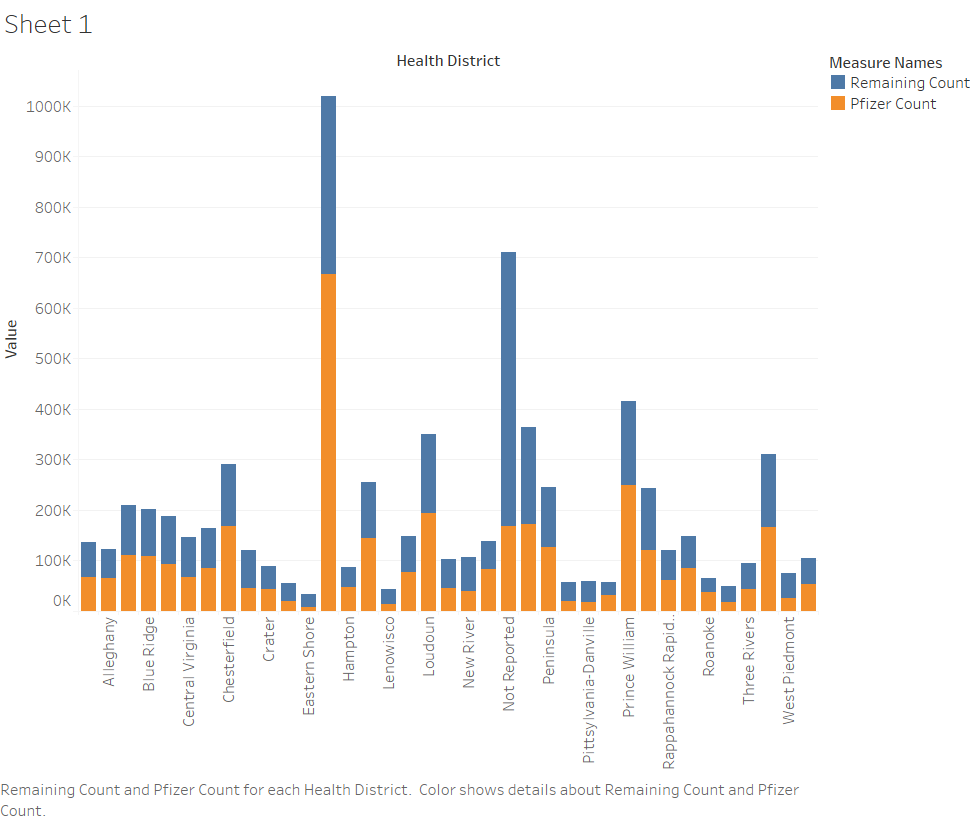 Sheet 1
Health District
Measure Names
Remaining Count
Pfizer Count
1000K
900K
800K
700K
600K
500K
400K
300K
200K
100K
0K
Value
Alleghany
Blue Ridge
Central Virginia
Chesterfield
Crater
Eastern Shore
Hampton
Lenowisco
Loudoun
New River
Not Reported
Peninsula
Pittsylvania-Danville
Prince William
Rappahannock Rapid..
Roanoke
Three Rivers
West Piedmont
Remaining Count and Pfizer Count for each Health District.  Color shows details about Remaining Count and Pfizer
Count.